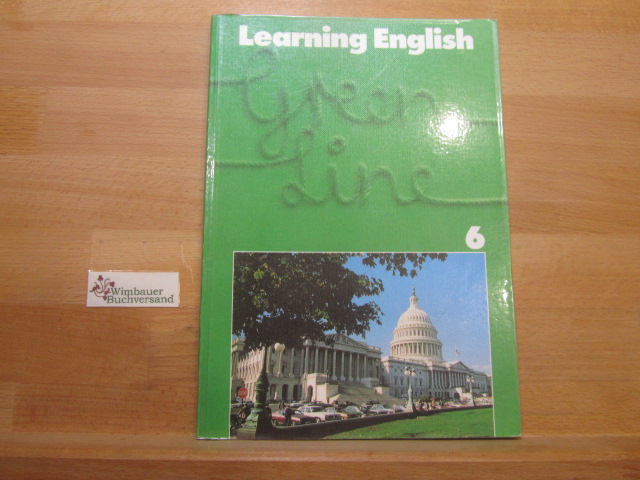 Learning English
Green
Line
6
Wimbauer
Buchversand